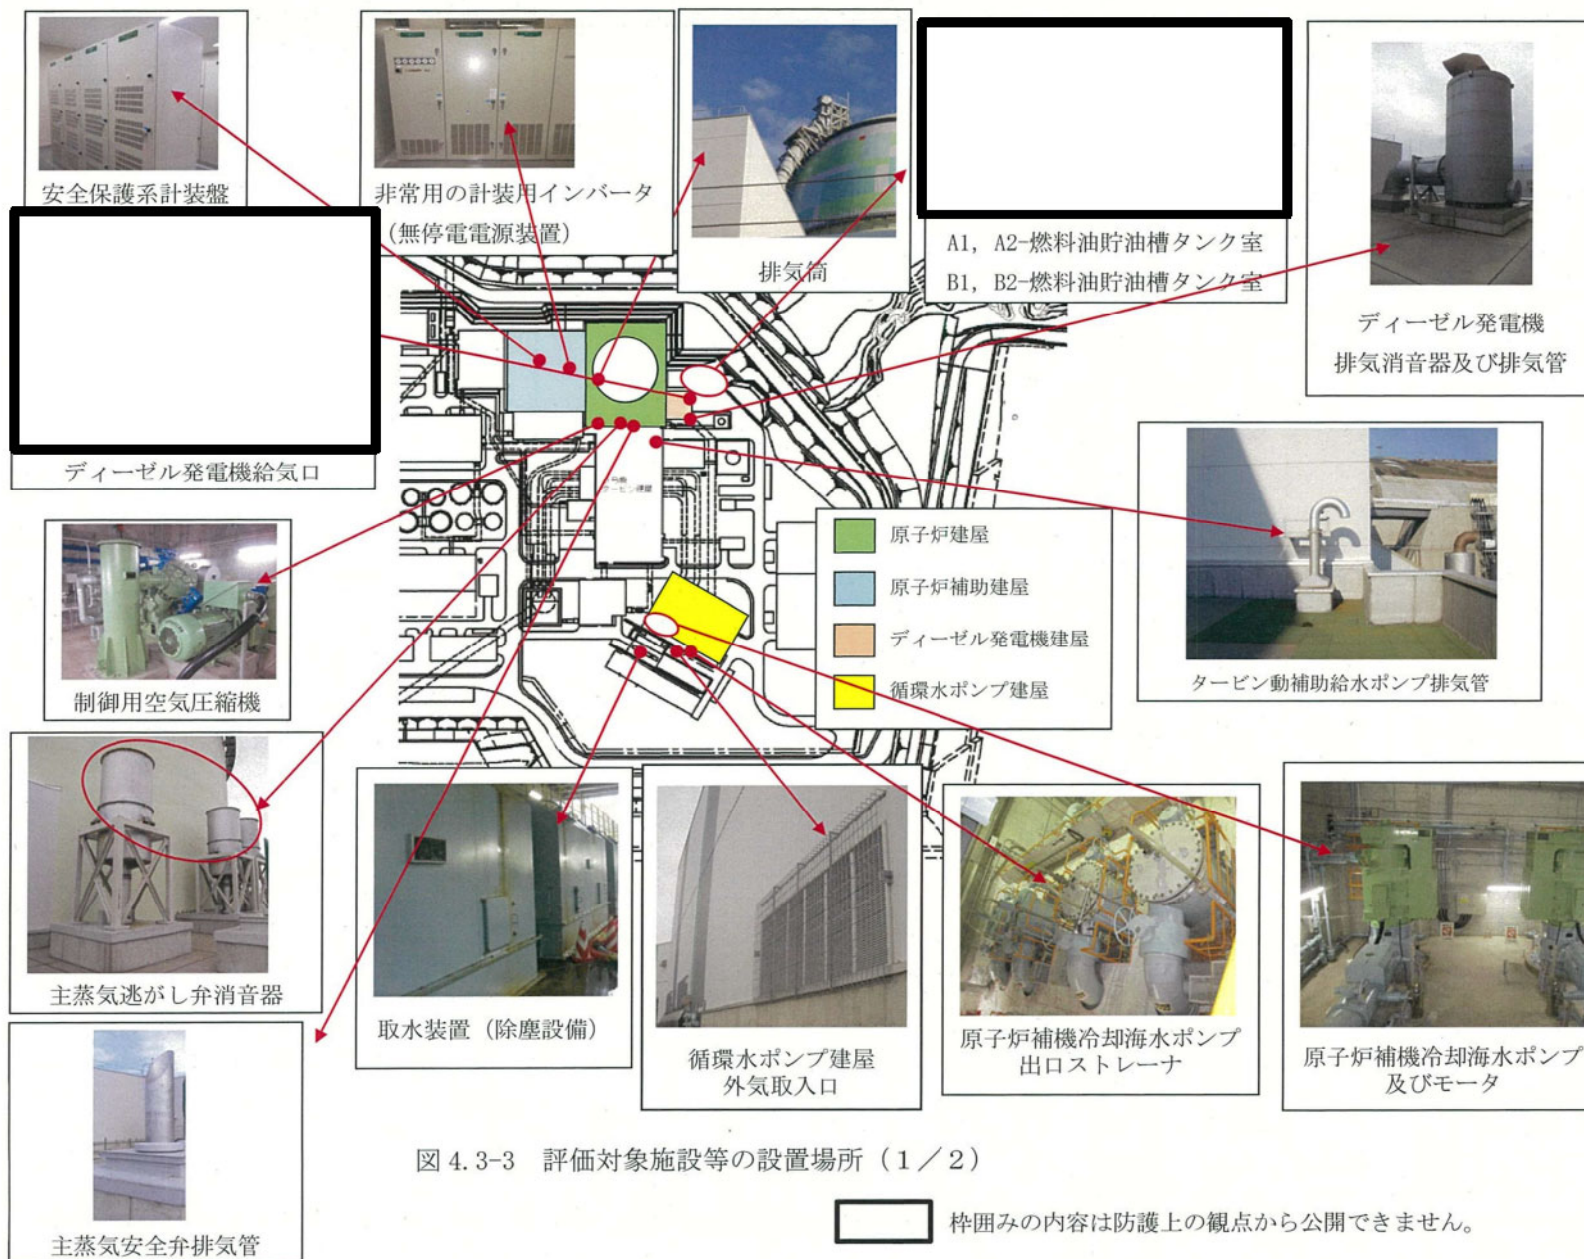 安全保護系計装盤
非常用の計装用インバータ
(無停電電源装置)
排気筒
A1, A2-燃料油貯油槽タンク室
B1, B2-燃料油貯油槽タンク室
ディーゼル発電機
排気消音器及び排気管
ディーゼル発電機給気口
タービン建屋
原子炉建屋
原子炉補助建屋
ディーゼル発電機建屋
循環水ポンプ建屋
タービン動補助給水ポンプ排気管
制御用空気圧縮機
主蒸気逃がし弁消音器
取水装置（除塵設備）
循環水ポンプ建屋
外気取入口
原子炉補機冷却海水ポンプ
出口ストレーナ
原子炉補機冷却海水ポンプ
及びモータ
主蒸気安全弁排気管
図 4.3-3　評価対象施設等の設置場所（１／２）
枠囲みの内容は防護上の観点から公開できません。